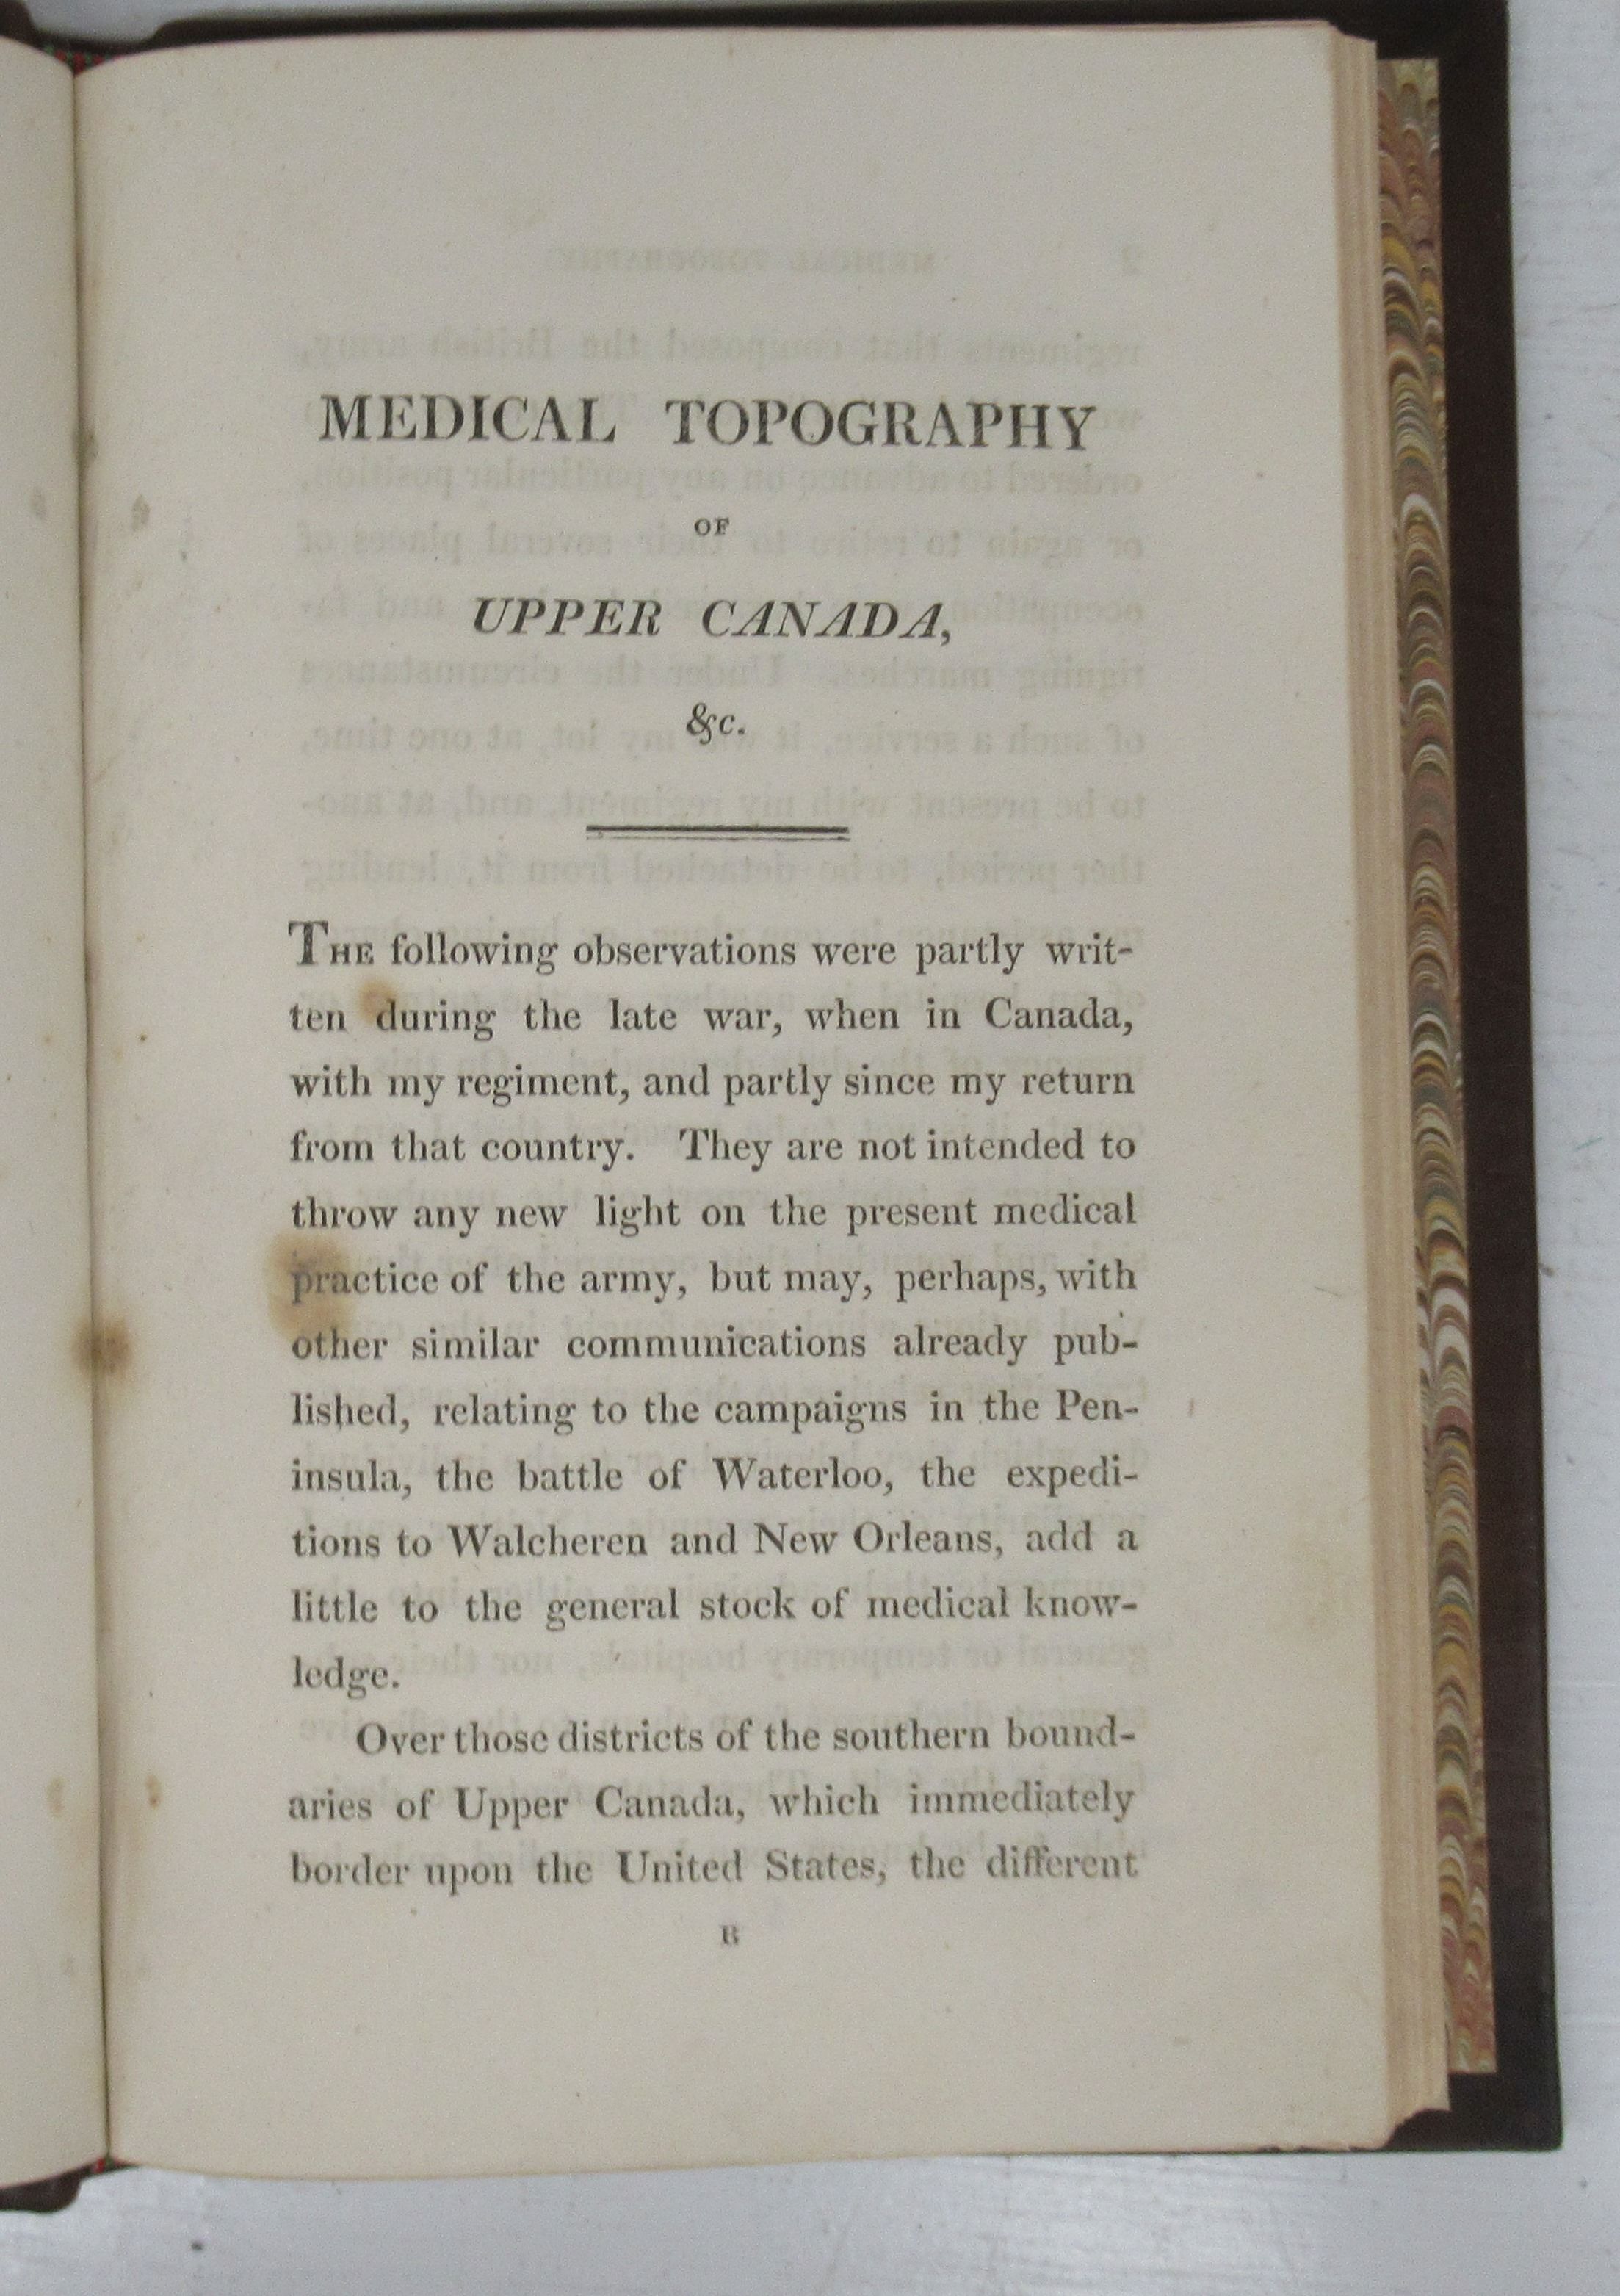 MEDICAL TOPOGRAPHY
OF
UPPER CANADA,
&c.
THE following observations were partly writ-
ten during the late war, when in Canada,
with my regiment, and partly since my return
from that country. They are not intended to
throw any new light on the present medical
practice of the army, but may, perhaps, with
other similar communications already pub-
lished, relating to the campaigns in the Pen-
insula, the battle of Waterloo, the expedi-
tions to Walcheren and New Orleans, add a
little to the general stock of medical know-
ledge.
Over those districts of the southern bound-
aries of Upper Canada, which immediately
border upon the United States, the different
B